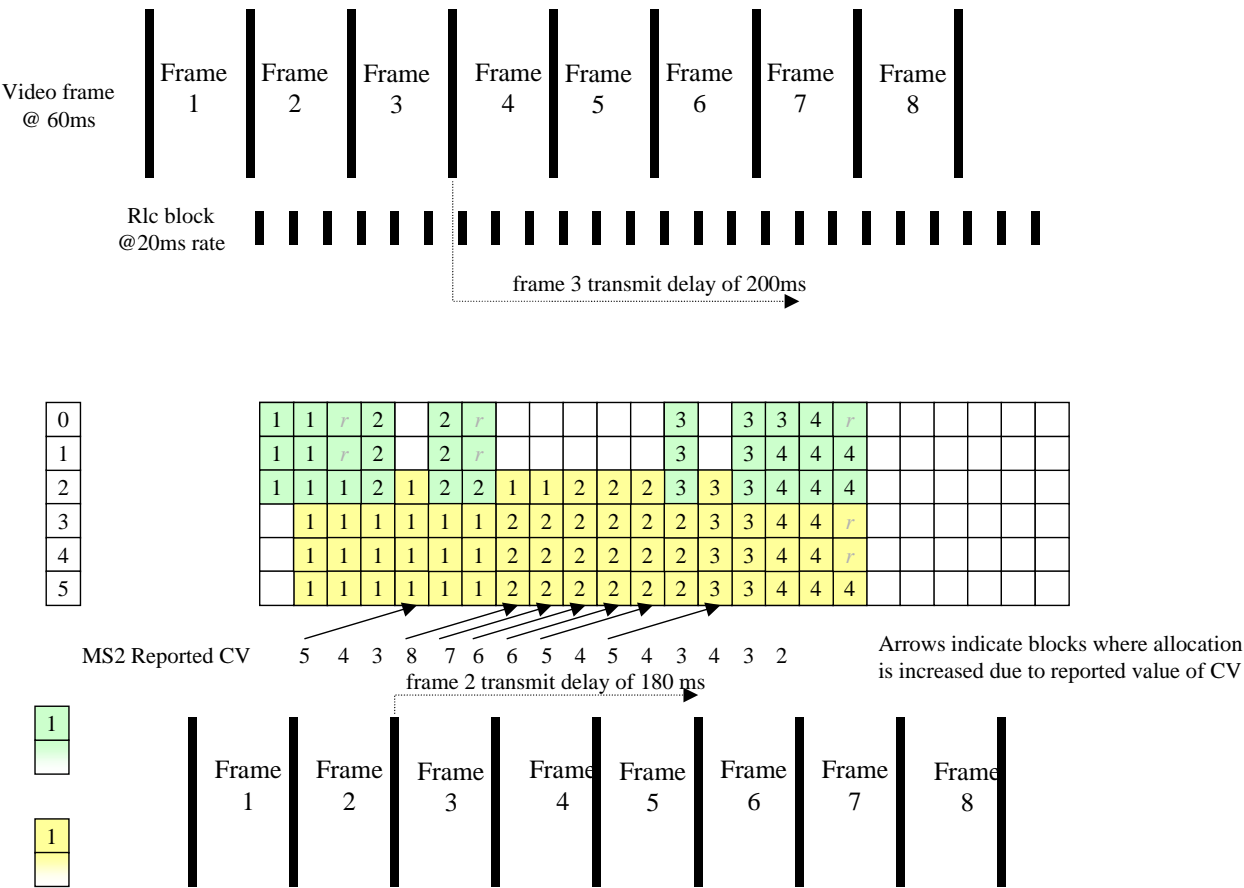 Frame Frame Frame Frame Frame Frame Frame Frame
1 2 3 4 5 6 7 8
Video frame
@ 60ms
Rlc block
@20ms rate
frame 3 transmit delay of 200ms
0 1 1 r 2 2 r 3 3 3 4 r
1 1 1 r 2 2 r 3 3 4 4 4
2 1 1 1 2 1 2 2 1 1 2 2 2 3 3 3 4 4 4
3 1 1 1 1 1 1 2 2 2 2 2 2 3 3 4 4 r
4 1 1 1 1 1 1 2 2 2 2 2 2 3 3 4 4 r
5 1 1 1 1 1 1 2 2 2 2 2 2 3 3 4 4 4
MS2 Reported CV 5 4 3 8 7 6 6 5 4 5 4 3 4 3 2
Arrows indicate blocks where allocation
is increased due to reported value of CV
frame 2 transmit delay of 180 ms
1
Frame Frame Frame Frame Frame Frame Frame Frame
1 2 3 4 5 6 7 8
1